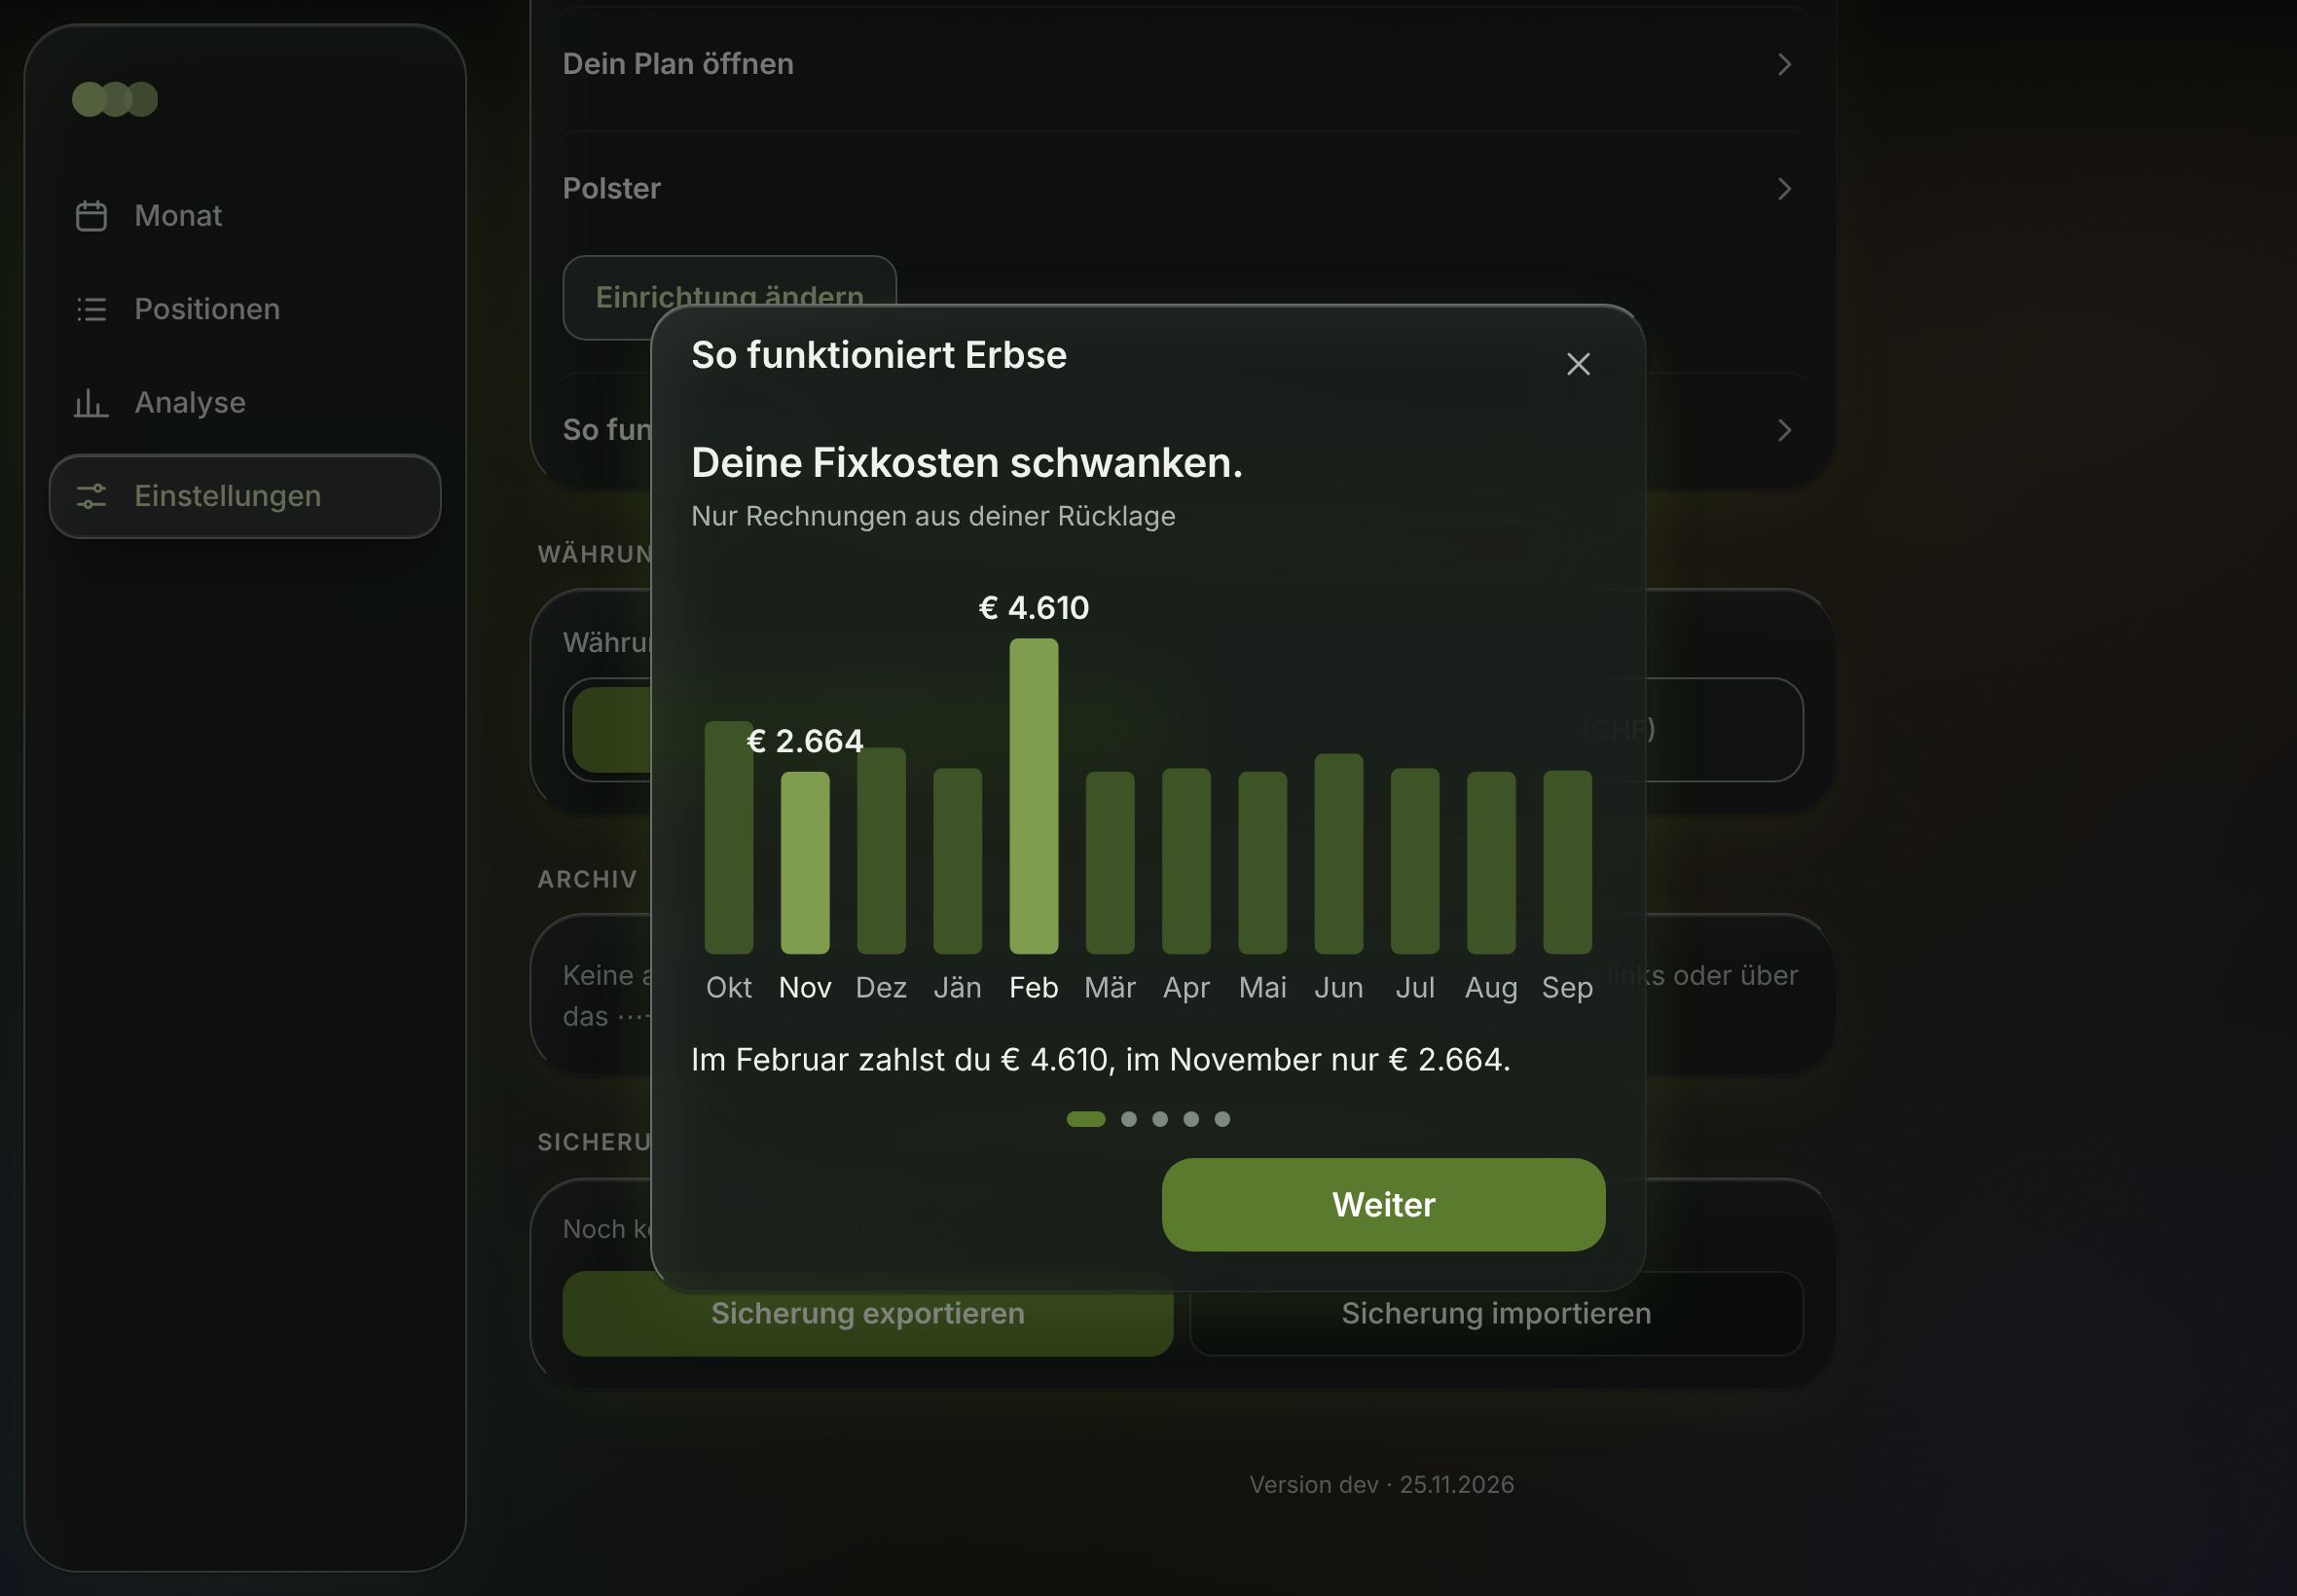 Monat
Positionen
Analyse
Einstellungen
Dein Plan öffnen
Polster
Einrichtung ändern
So fun
WÄHRUN
Währu
CHF)
ARCHIV
Keine a
links oder über
das ···
SICHERU
Noch k
Sicherung exportieren
Sicherung importieren
Version dev · 25.11.2026
So funktioniert Erbse
Deine Fixkosten schwanken.
Nur Rechnungen aus deiner Rücklage
€ 4.610
€ 2.664
Okt Nov Dez Jän Feb Mär Apr Mai Jun Jul Aug Sep
Im Februar zahlst du € 4.610, im November nur € 2.664.
Weiter